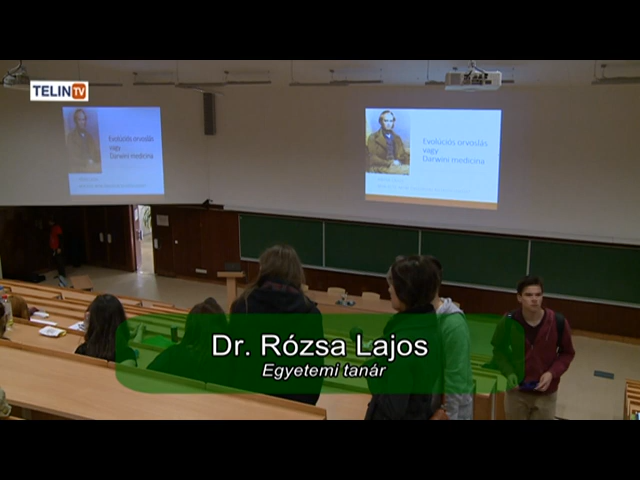 TELIN TV
Evolúciós orvoslás
vagy
Darwini medicina
Evolúciós orvoslás
vagy
Darwini medicina
Dr. Rózsa Lajos
Egyetemi tanár